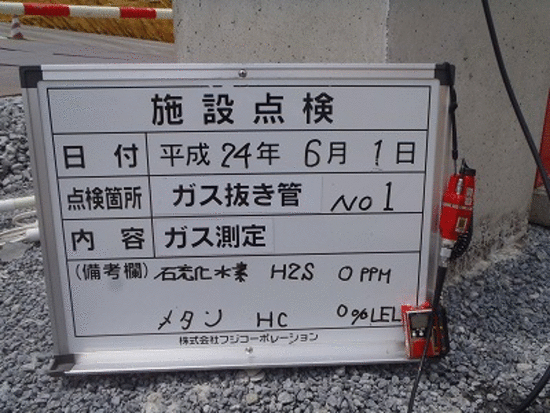 施設点検
日付 平成24年 6月 1日
点検箇所 ガス抜き管 NO1
内容 ガス測定
(備考欄) 硫化水素 H2S 0 PPM
メタン HC 0%LEL
株式会社フジコーポレーション